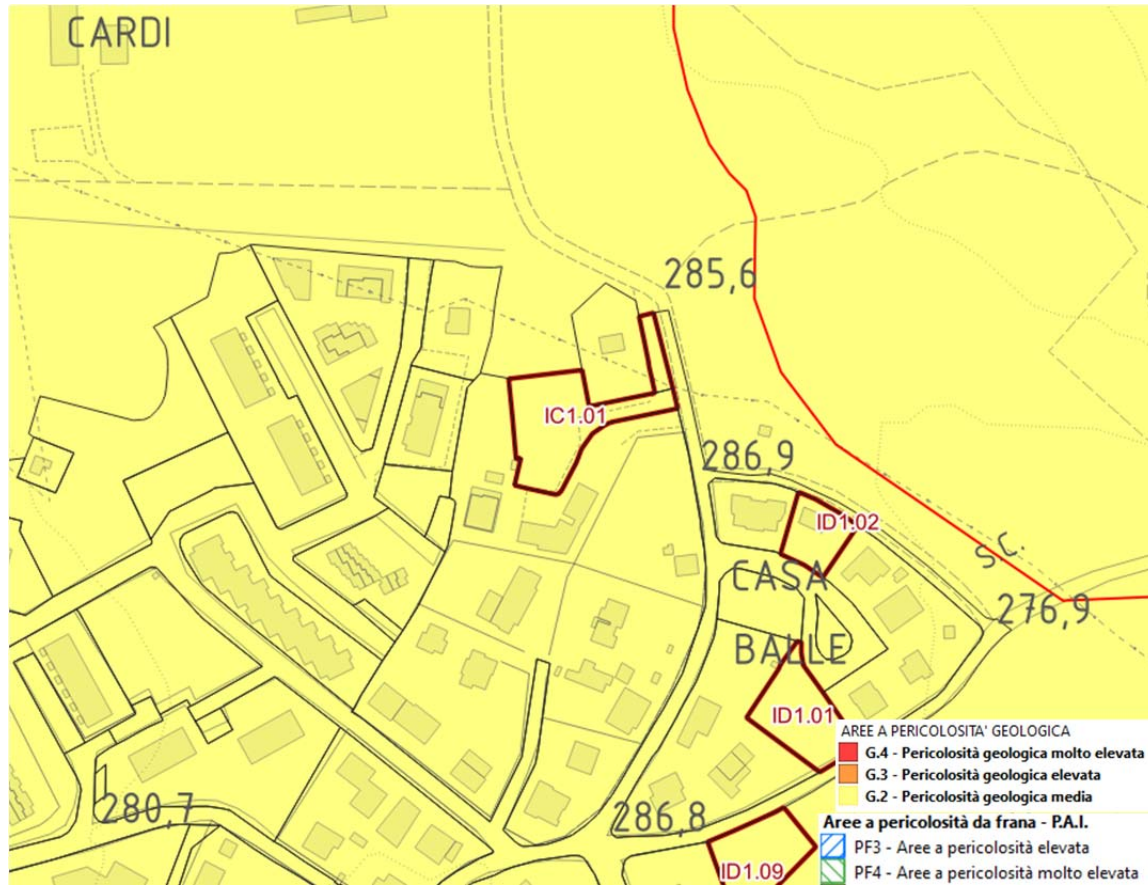 CARDI
285,6
IC1.01
286,9
ID1.02
CASA
S.C.
276,9
BALLE
ID1.01
AREE A PERICOLOSITA' GEOLOGICA
G.4 - Pericolosità geologica molto elevata
G.3 - Pericolosità geologica elevata
G.2 - Pericolosità geologica media
280,7
286,8
Aree a pericolosità da frana - P.A.I.
PF3 - Aree a pericolosità elevata
ID1.09
PF4 - Aree a pericolosità molto elevata